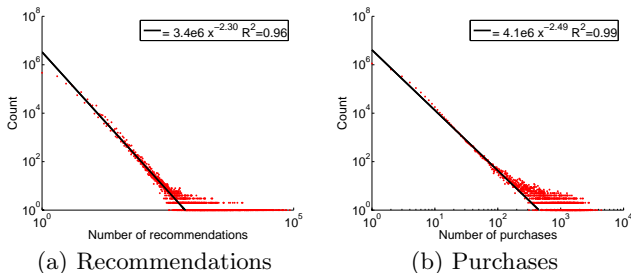 = 3.4e6 x^-2.30 R^2=0.96
10^8
10^6
10^4
10^2
10^0
Count
10^0
10^5
Number of recommendations
(a) Recommendations
= 4.1e6 x^-2.49 R^2=0.99
10^8
10^6
10^4
10^2
10^0
Count
10^0
10^1
10^2
10^3
10^4
Number of purchases
(b) Purchases